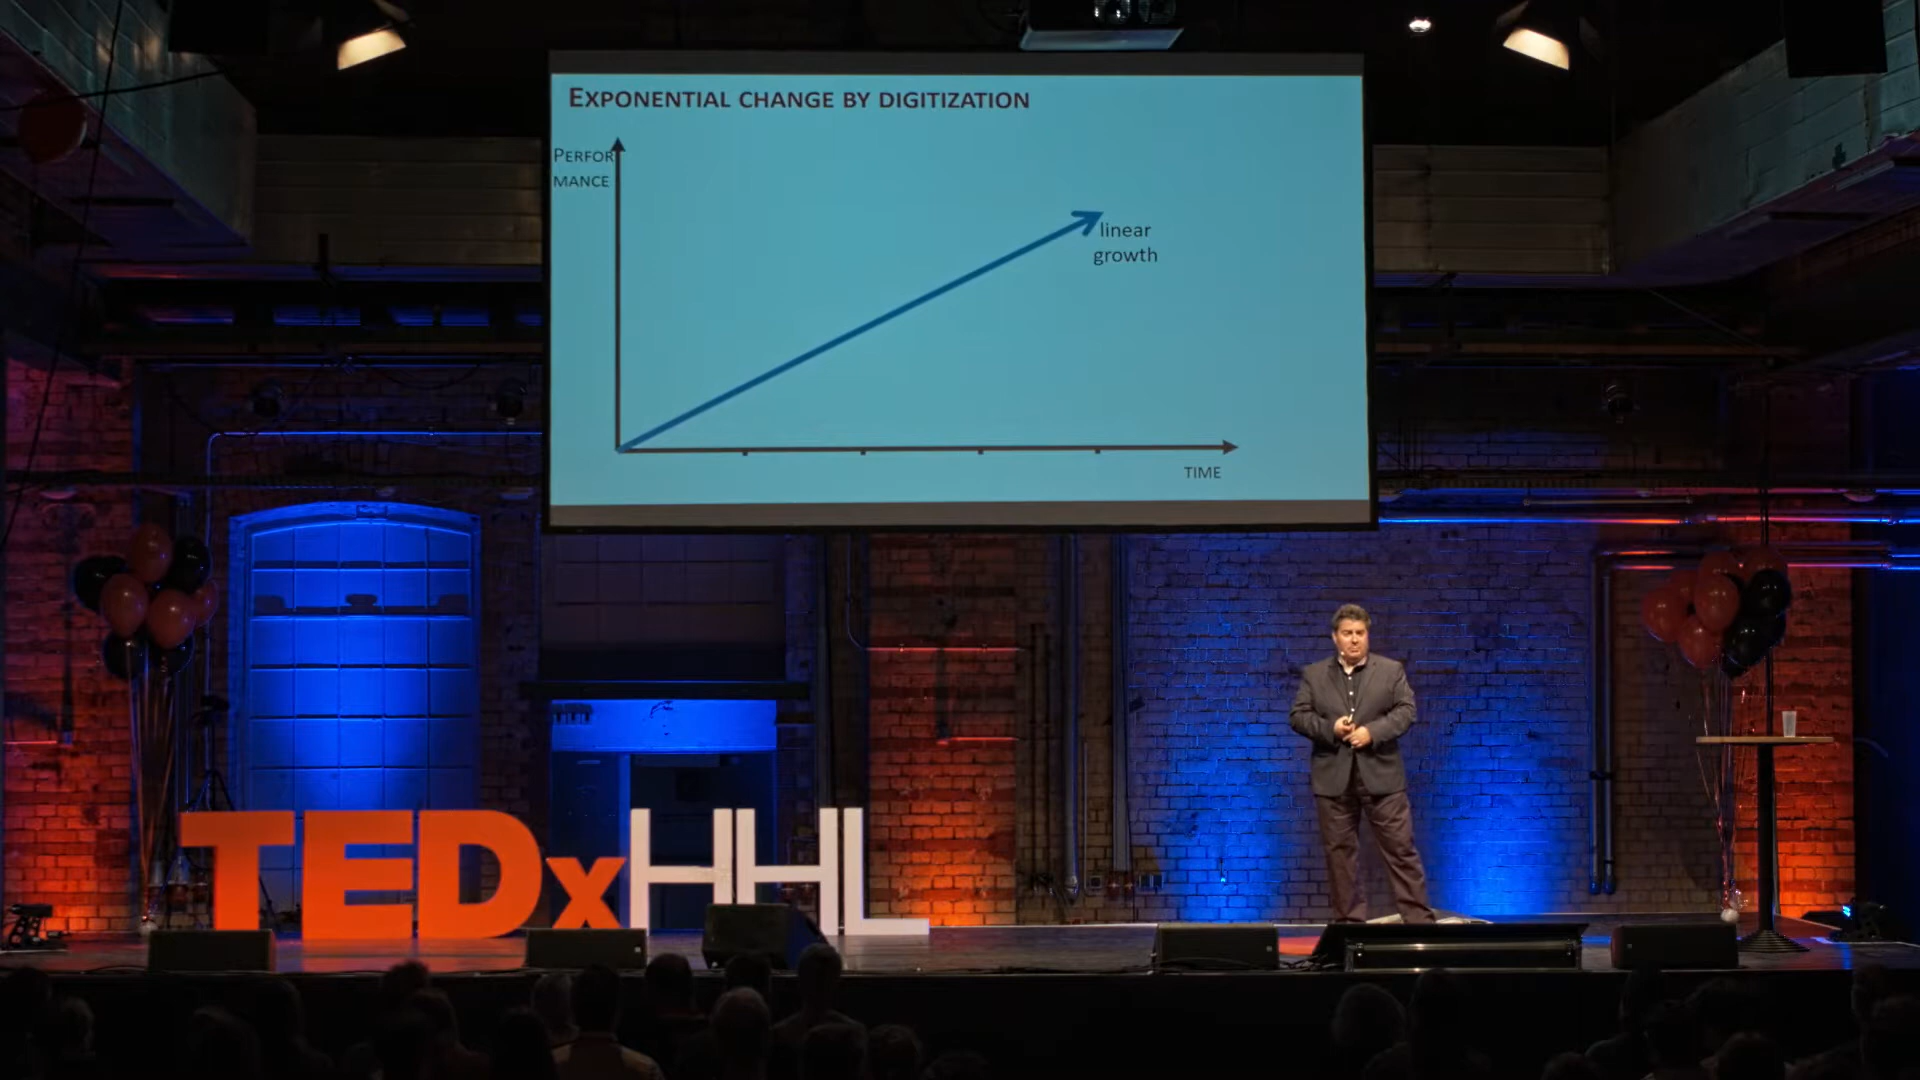 EXPONENTIAL CHANGE BY DIGITIZATION
PERFOR
MANCE
linear
growth
TIME
TEDxHHL